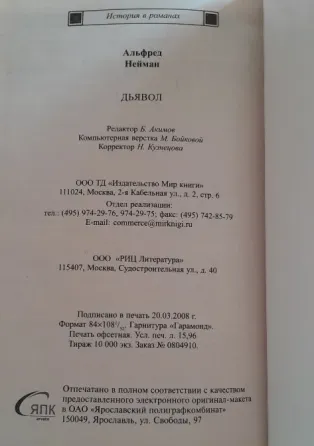 История в романах
Альфред
Нейман
ДЬЯВОЛ
Редактор Б. Акимов
Компьютерная верстка М. Бойковой
Корректор Н. Кузнецова
ООО ТД «Издательство Мир книги»
111024, Москва, 2-я Кабельная ул., д. 2, стр. 6
Отдел реализации:
тел.: (495) 974-29-76, 974-29-75; факс: (495) 742-85-79
E-mail: commerce@mirknigi.ru
ООО «РИЦ Литература»
115407, Москва, Судостроительная ул., д. 40
Подписано в печать 20.03.2008 г.
Формат 84×108¹/₃₂. Гарнитура «Гарамонд».
Печать офсетная. Усл. печ. л. 15,96
Тираж 10 000 экз. Заказ № 0804910.
Отпечатано в полном соответствии с качеством
предоставленного электронного оригинал-макета
в ОАО «Ярославский полиграфкомбинат»
150049, Ярославль, ул. Свободы, 97
ЯПК